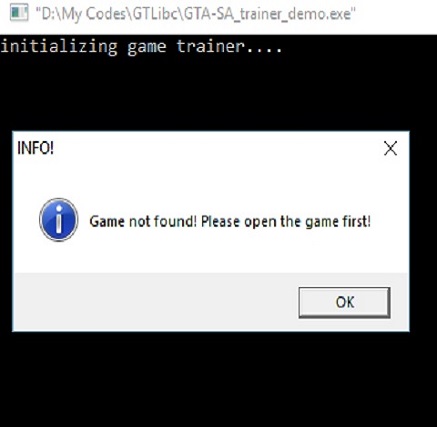 "D:\My Codes\GTLibc\GTA-SA_trainer_demo.exe"
initializing game trainer....
INFO!
Game not found! Please open the game first!
OK